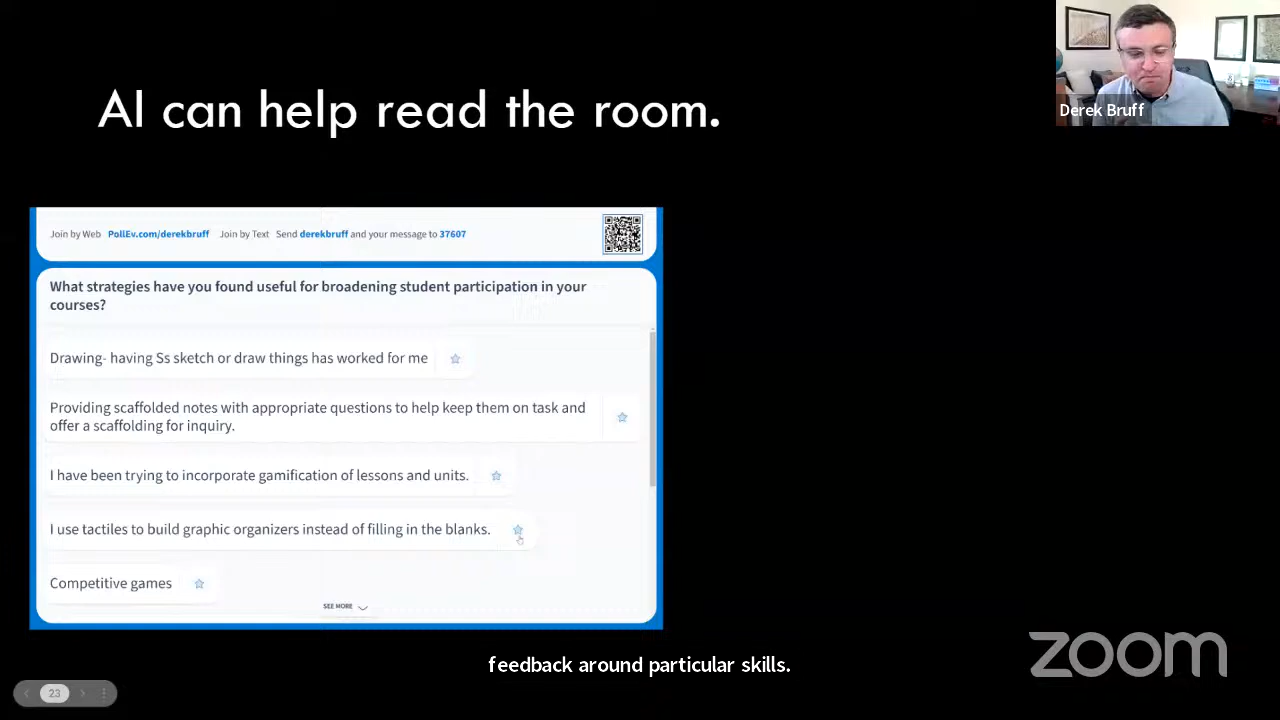 AI can help read the room.
Derek Bruff
Join by Web PollEv.com/derekbruff Join by Text Send derekbruff and your message to 37607
What strategies have you found useful for broadening student participation in your
courses?
Drawing- having Ss sketch or draw things has worked for me
Providing scaffolded notes with appropriate questions to help keep them on task and
offer a scaffolding for inquiry.
I have been trying to incorporate gamification of lessons and units.
I use tactiles to build graphic organizers instead of filling in the blanks.
Competitive games
SEE MORE
feedback around particular skills.
zoom
23